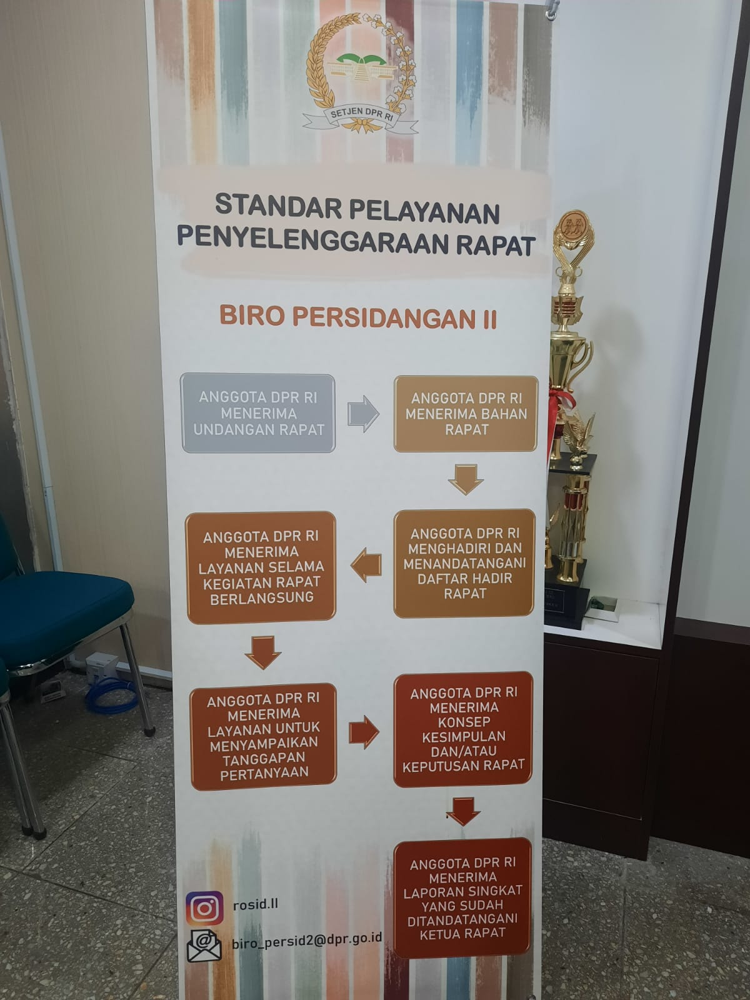 SETJEN DPR RI
STANDAR PELAYANAN
PENYELENGGARAAN RAPAT
BIRO PERSIDANGAN II
ANGGOTA DPR RI
MENERIMA
UNDANGAN RAPAT
ANGGOTA DPR RI
MENERIMA BAHAN
RAPAT
ANGGOTA DPR RI
MENGHADIRI DAN
MENANDATANGANI
DAFTAR HADIR
RAPAT
ANGGOTA DPR RI
MENERIMA
LAYANAN SELAMA
KEGIATAN RAPAT
BERLANGSUNG
ANGGOTA DPR RI
MENERIMA
LAYANAN UNTUK
MENYAMPAIKAN
TANGGAPAN
PERTANYAAN
ANGGOTA DPR RI
MENERIMA
KONSEP
KESIMPULAN
DAN/ATAU
KEPUTUSAN RAPAT
ANGGOTA DPR RI
MENERIMA
LAPORAN SINGKAT
YANG SUDAH
DITANDATANGANI
KETUA RAPAT
rosid.II
biro_persid2@dpr.go.id